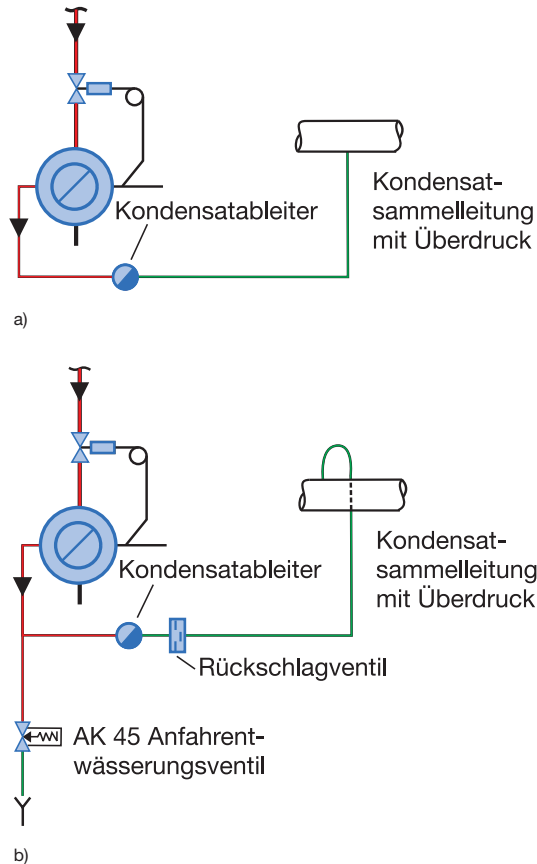 Kondensatableiter
Kondensat-
sammelleitung
mit Überdruck
a)
Kondensatableiter
Kondensat-
sammelleitung
mit Überdruck
Rückschlagventil
AK 45 Anfahrent-
wässerungsventil
b)